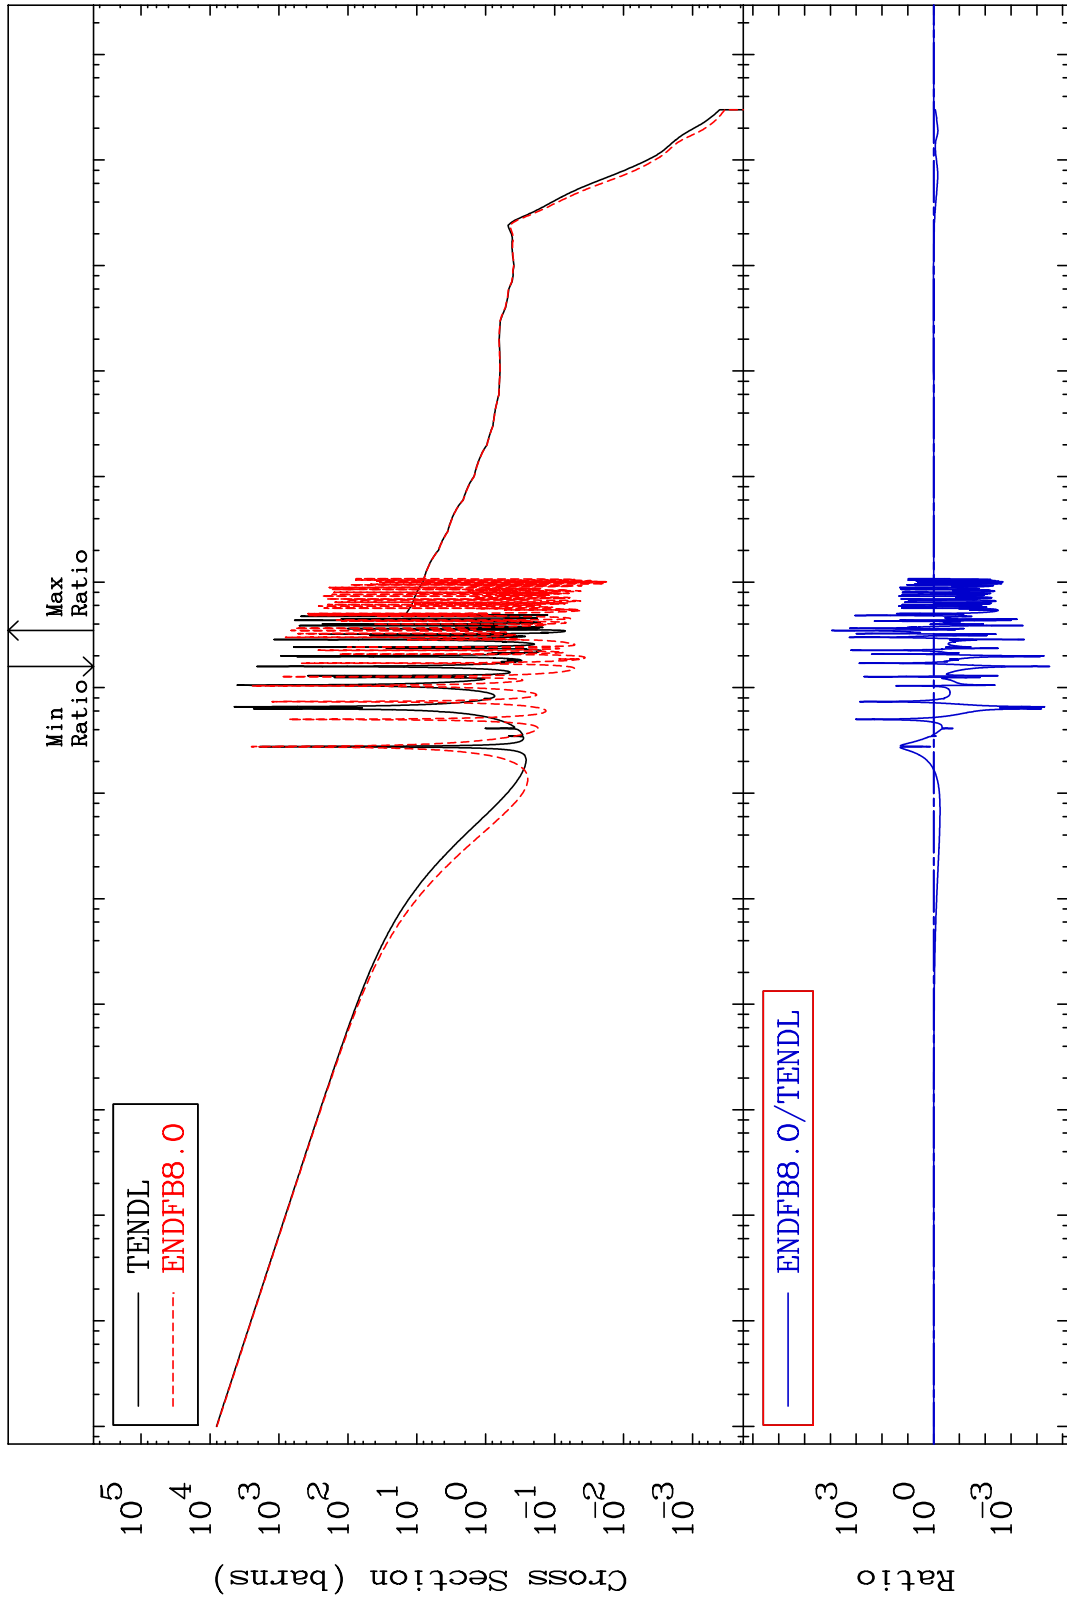 Min
Ratio
Max
Ratio
TENDL
ENDFB8.0
10^5
10^4
10^3
10^2
10^1
10^0
10^-1
10^-2
10^-3
Cross Section (barns)
ENDFB8.0/TENDL
10^3
10^0
10^-3
Ratio